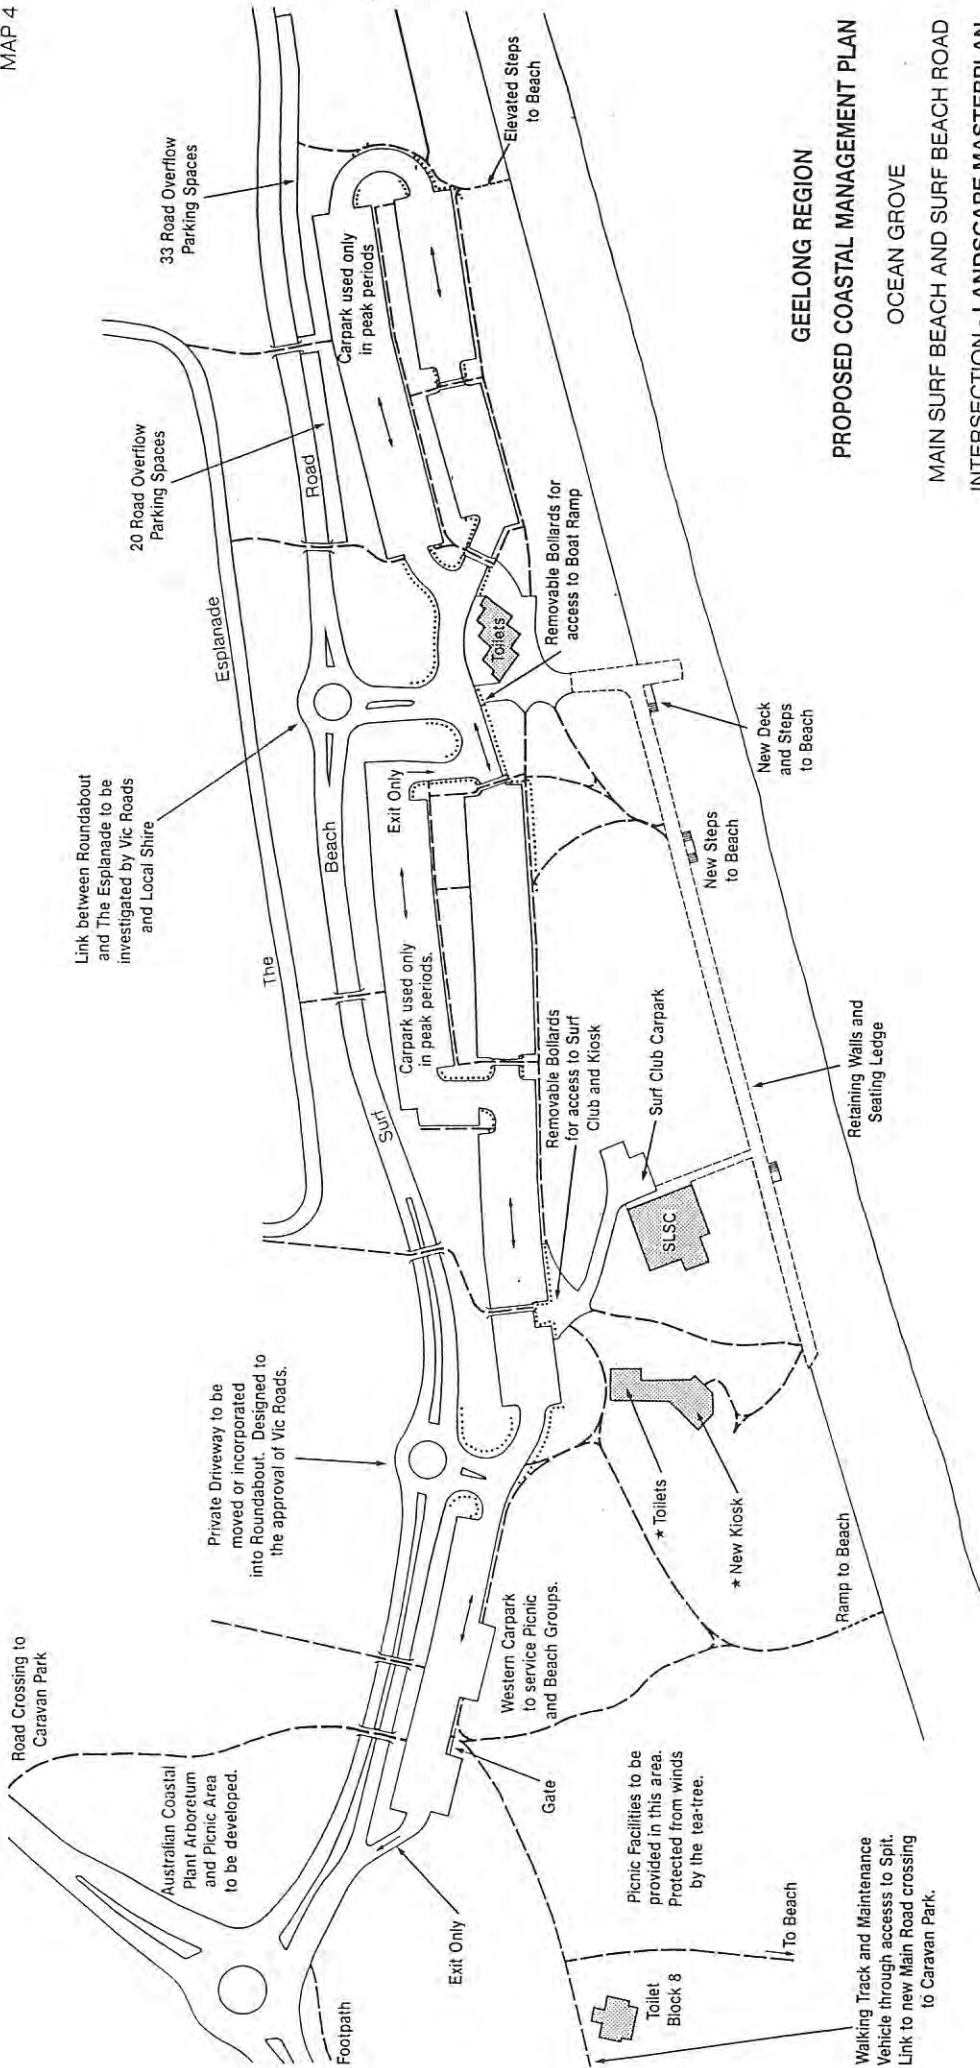 MAP 4
Road Crossing to
Caravan Park
Australian Coastal
Plant Arboretum
and Picnic Area
to be developed.
Private Driveway to be
moved or incorporated
into Roundabout. Designed to
the approval of Vic Roads.
Link between Roundabout
and The Esplanade to be
investigated by Vic Roads
and Local Shire
The
Esplanade
20 Road Overflow
Parking Spaces
33 Road Overflow
Parking Spaces
Surf
Beach
Road
Carpark used only
in peak periods.
Exit Only
Carpark used only
in peak periods
Footpath
Exit Only
Gate
Western Carpark
to service Picnic
and Beach Groups.
Removable Bollards
for access to Surf
Club and Kiosk
Surf Club Carpark
SLSC
Toilets
Removable Bollards for
access to Boat Ramp
Elevated Steps
to Beach
Picnic Facilities to be
provided in this area.
Protected from winds
by the tea-tree.
★ Toilets
★ New Kiosk
Ramp to Beach
New Steps
to Beach
New Deck
and Steps
to Beach
Retaining Walls and
Seating Ledge
Toilet
Block 8
To Beach
Walking Track and Maintenance
Vehicle through accesss to Spit.
Link to new Main Road crossing
to Caravan Park.
GEELONG REGION
PROPOSED COASTAL MANAGEMENT PLAN
OCEAN GROVE
MAIN SURF BEACH AND SURF BEACH ROAD
INTERSECTION - LANDSCAPE MASTERPLAN